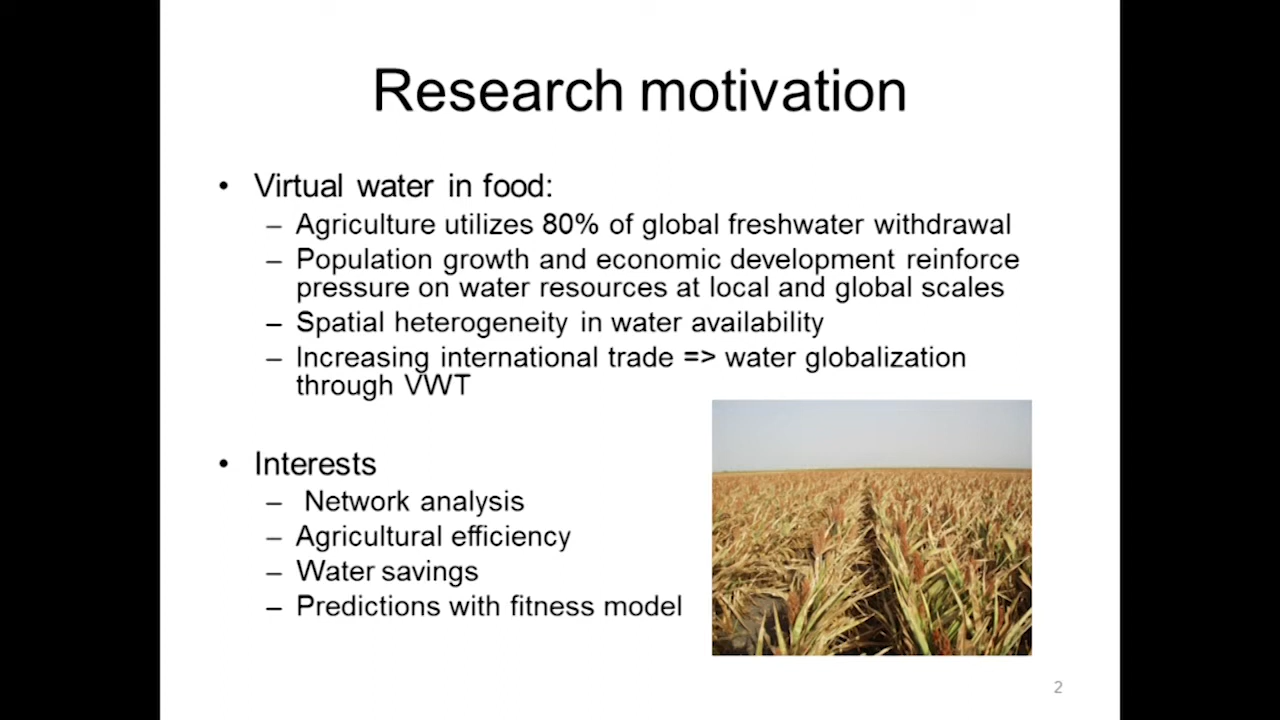 Research motivation
• Virtual water in food:
– Agriculture utilizes 80% of global freshwater withdrawal
– Population growth and economic development reinforce
pressure on water resources at local and global scales
– Spatial heterogeneity in water availability
– Increasing international trade => water globalization
through VWT
• Interests
– Network analysis
– Agricultural efficiency
– Water savings
– Predictions with fitness model
2